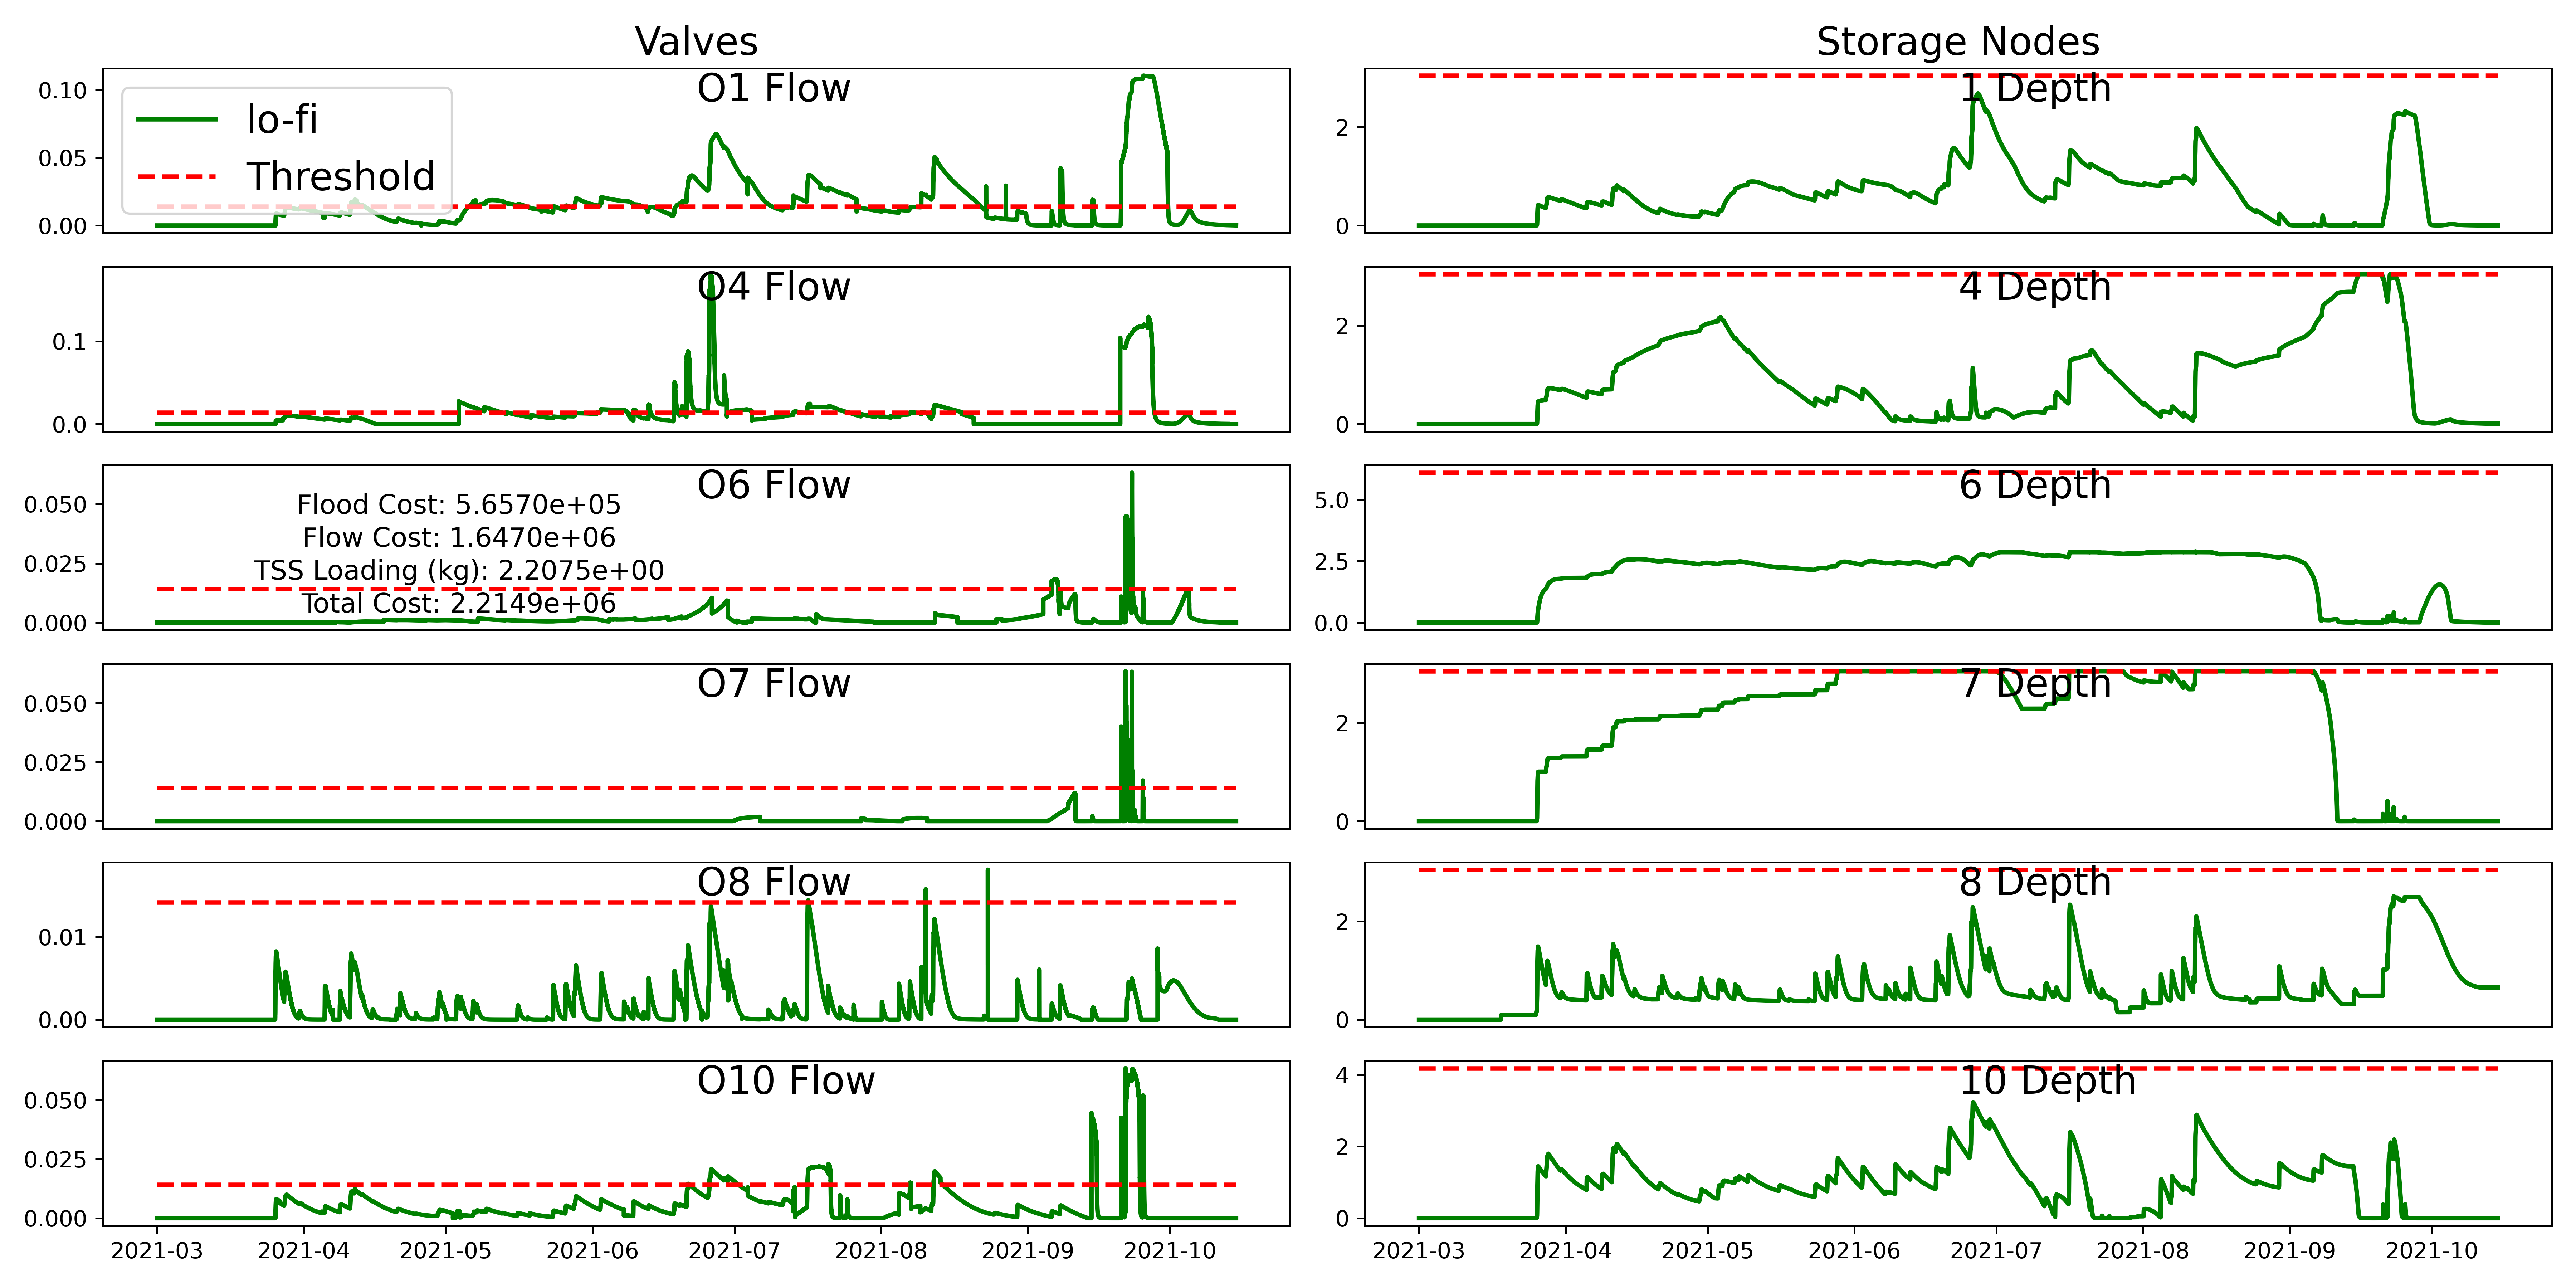 Valves
Storage Nodes
O1 Flow
lo-fi
Threshold
0.10
0.05
0.00
1 Depth
2
0
O4 Flow
0.1
0.0
4 Depth
2
0
O6 Flow
Flood Cost: 5.6570e+05
Flow Cost: 1.6470e+06
TSS Loading (kg): 2.2075e+00
Total Cost: 2.2149e+06
0.050
0.025
0.000
6 Depth
5.0
2.5
0.0
O7 Flow
0.050
0.025
0.000
7 Depth
2
0
O8 Flow
0.01
0.00
8 Depth
2
0
O10 Flow
0.050
0.025
0.000
2021-03 2021-04 2021-05 2021-06 2021-07 2021-08 2021-09 2021-10
10 Depth
4
2
0
2021-03 2021-04 2021-05 2021-06 2021-07 2021-08 2021-09 2021-10